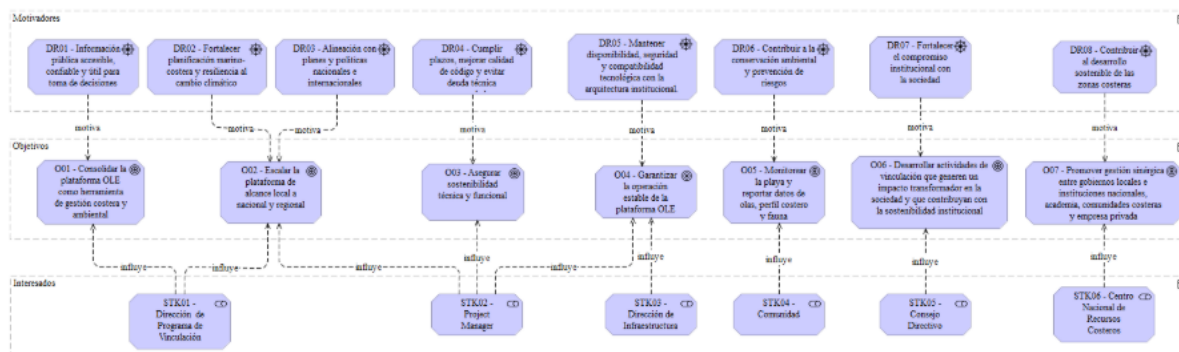 Motivadores
DR01 - Información
pública accesible,
confiable y útil para
toma de decisiones
DR02 - Fortalecer
planificación marino-
costera y resiliencia al
cambio climático
DR03 - Alineación con
planes y políticas
nacionales e
internacionales
DR04 - Cumplir
plazos, mejorar calidad
de código y evitar
deuda técnica
DR05 - Mantener
disponibilidad, seguridad
y compatibilidad
tecnológica con la
arquitectura institucional.
DR06 - Contribuir a la
conservación ambiental
y prevención de
riesgos
DR07 - Fortalecer
el compromiso
institucional con
la sociedad
DR08 - Contribuir
al desarrollo
sostenible de las
zonas costeras
motiva
motiva
motiva
motiva
motiva
motiva
motiva
motiva
Objetivos
O01 - Consolidar la
plataforma OLE
como herramienta
de gestión costera y
ambiental
O02 - Escalar la
plataforma de
alcance local a
nacional y regional
O03 - Asegurar
sostenibilidad
técnica y funcional
O04 - Garantizar
la operación
estable de la
plataforma OLE
O05 - Monitorear
la playa y
reportar datos de
olas, perfil costero
y fauna
O06 - Desarrollar actividades de
vinculación que generen un
impacto transformador en la
sociedad y que contribuyan con
la sostenibilidad institucional
O07 - Promover gestión sinérgica
entre gobiernos locales e
instituciones nacionales,
academia, comunidades costeras
y empresa privada
influye
influye
influye
influye
influye
influye
influye
influye
influye
Interesados
STK01 -
Dirección de
Programa de
Vinculación
STK02 -
Project
Manager
STK03 -
Dirección de
Infraestructura
STK04 -
Comunidad
STK05 -
Consejo
Directivo
STK06 - Centro
Nacional de
Recursos
Costeros